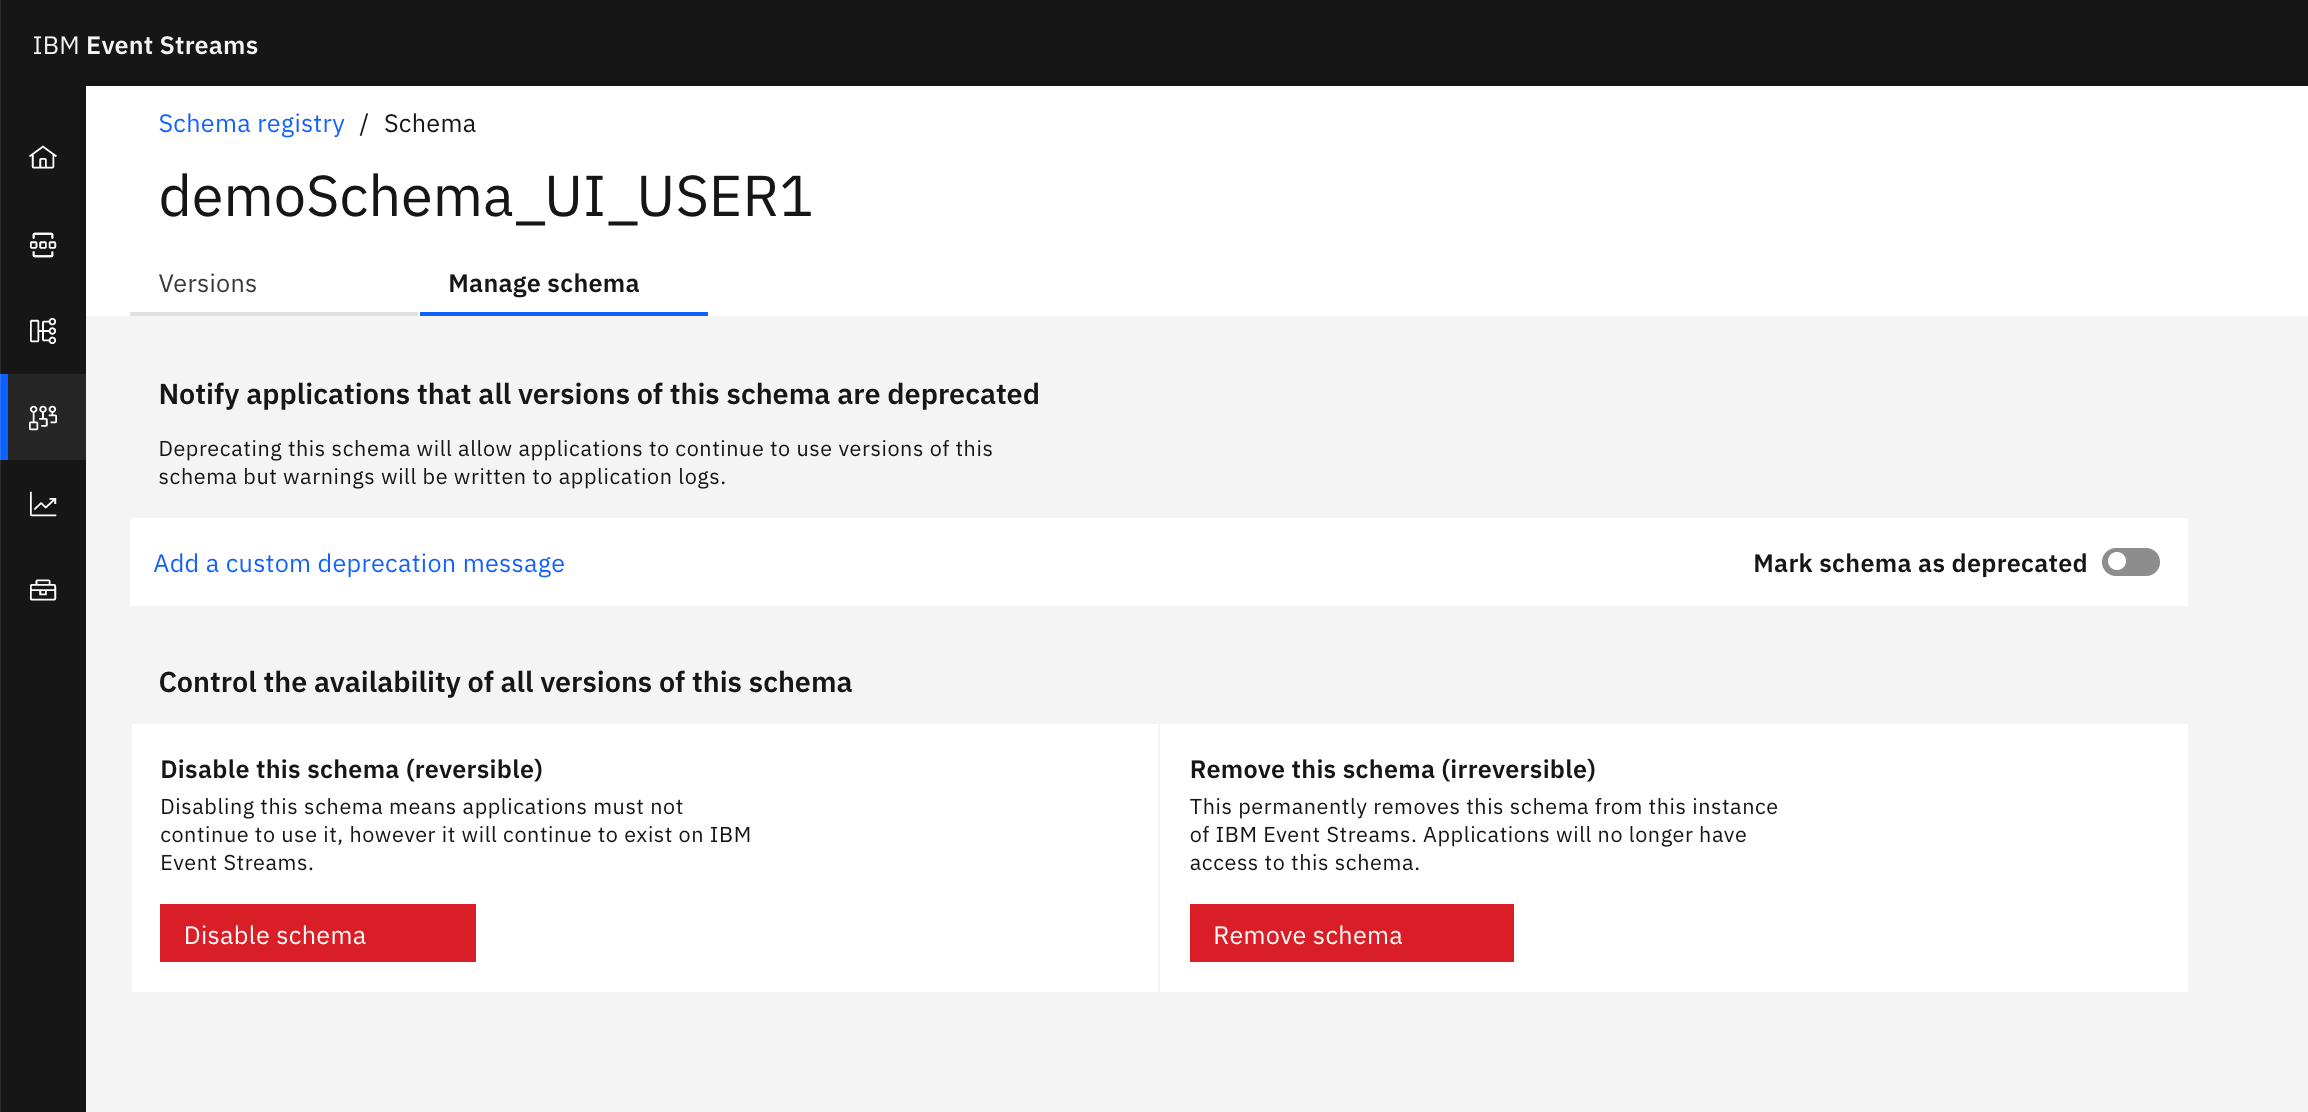 IBM Event Streams
Schema registry / Schema
demoSchema_UI_USER1
Versions
Manage schema
Notify applications that all versions of this schema are deprecated
Deprecating this schema will allow applications to continue to use versions of this
schema but warnings will be written to application logs.
Add a custom deprecation message
Mark schema as deprecated
Control the availability of all versions of this schema
Disable this schema (reversible)
Disabling this schema means applications must not
continue to use it, however it will continue to exist on IBM
Event Streams.
Disable schema
Remove this schema (irreversible)
This permanently removes this schema from this instance
of IBM Event Streams. Applications will no longer have
access to this schema.
Remove schema